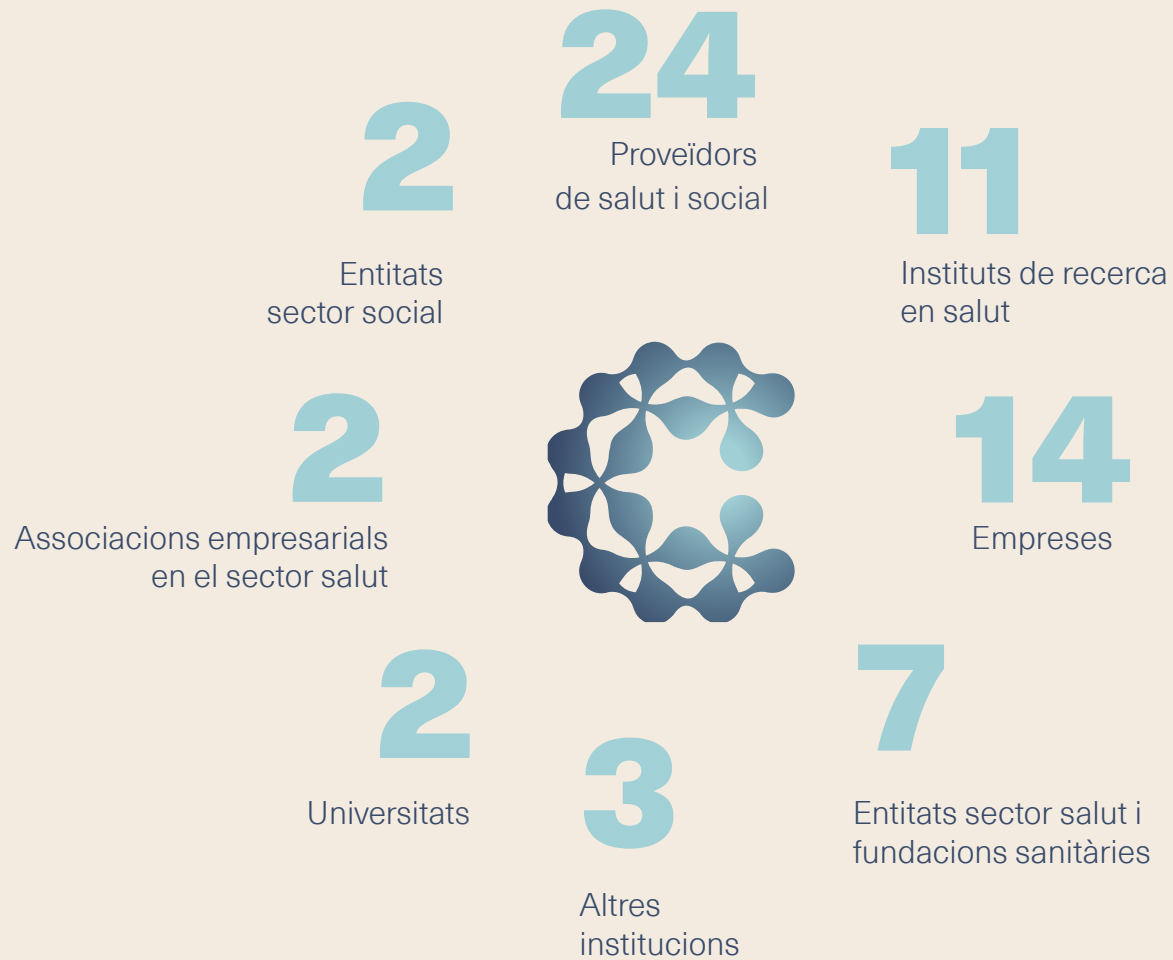 24
Proveïdors
de salut i social
11
Instituts de recerca
en salut
14
Empreses
7
Entitats sector salut i
fundacions sanitàries
3
Altres
institucions
2
Universitats
2
Associacions empresarials
en el sector salut
2
Entitats
sector social